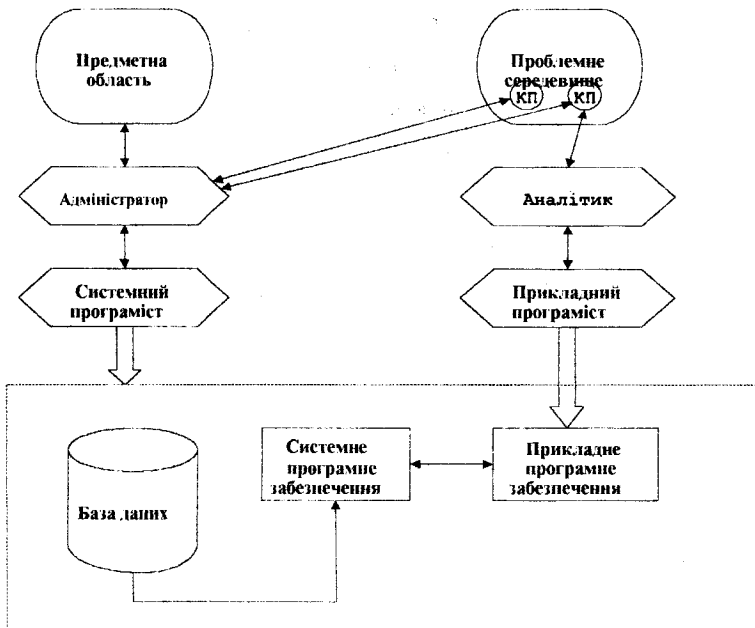 Предметна
область
Проблемне
середевище
КП
КП
Адміністратор
Аналітик
Системний
програміст
Прикладний
програміст
База даних
Системне
програмне
забезпечення
Прикладне
програмне
забезпечення